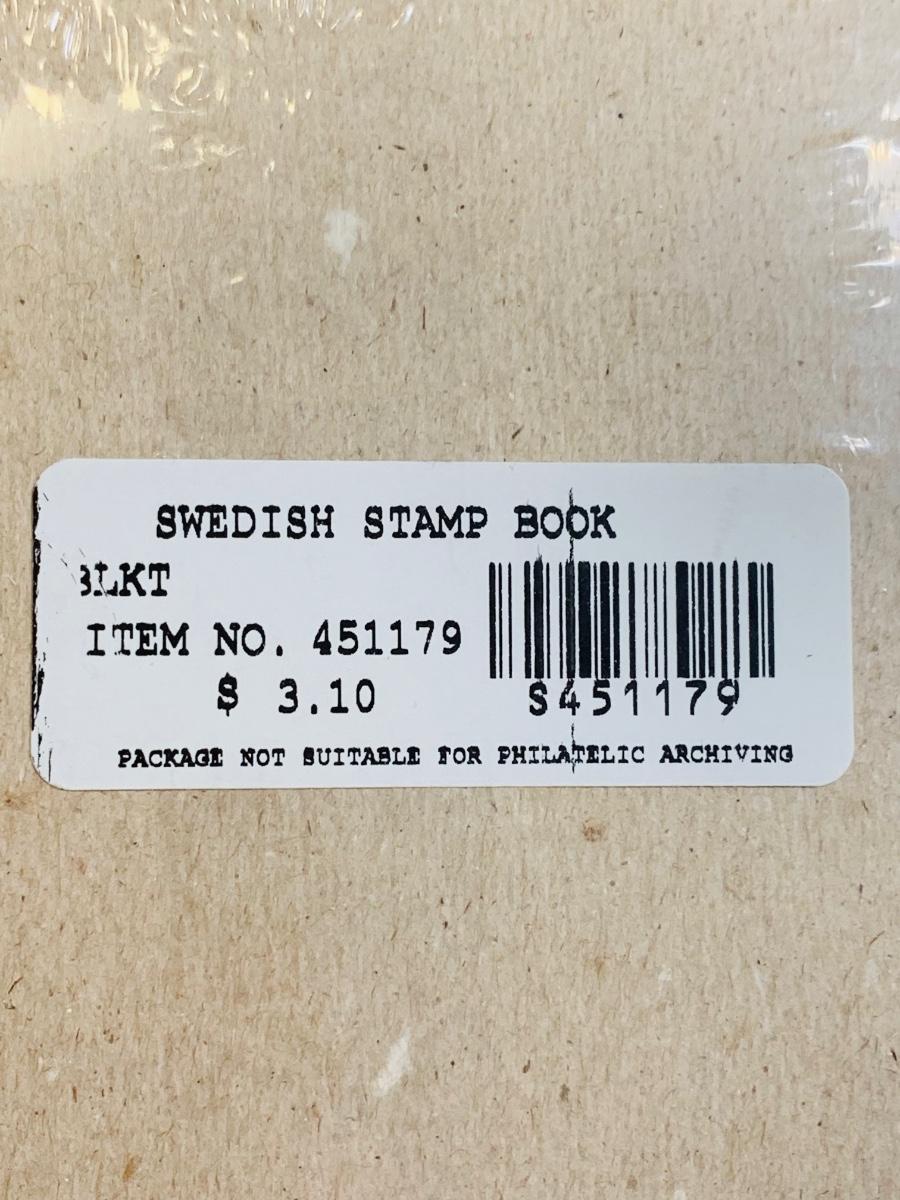 SWEDISH STAMP BOOK
BLKT
ITEM NO. 451179
$ 3.10
S451179
PACKAGE NOT SUITABLE FOR PHILATELIC ARCHIVING